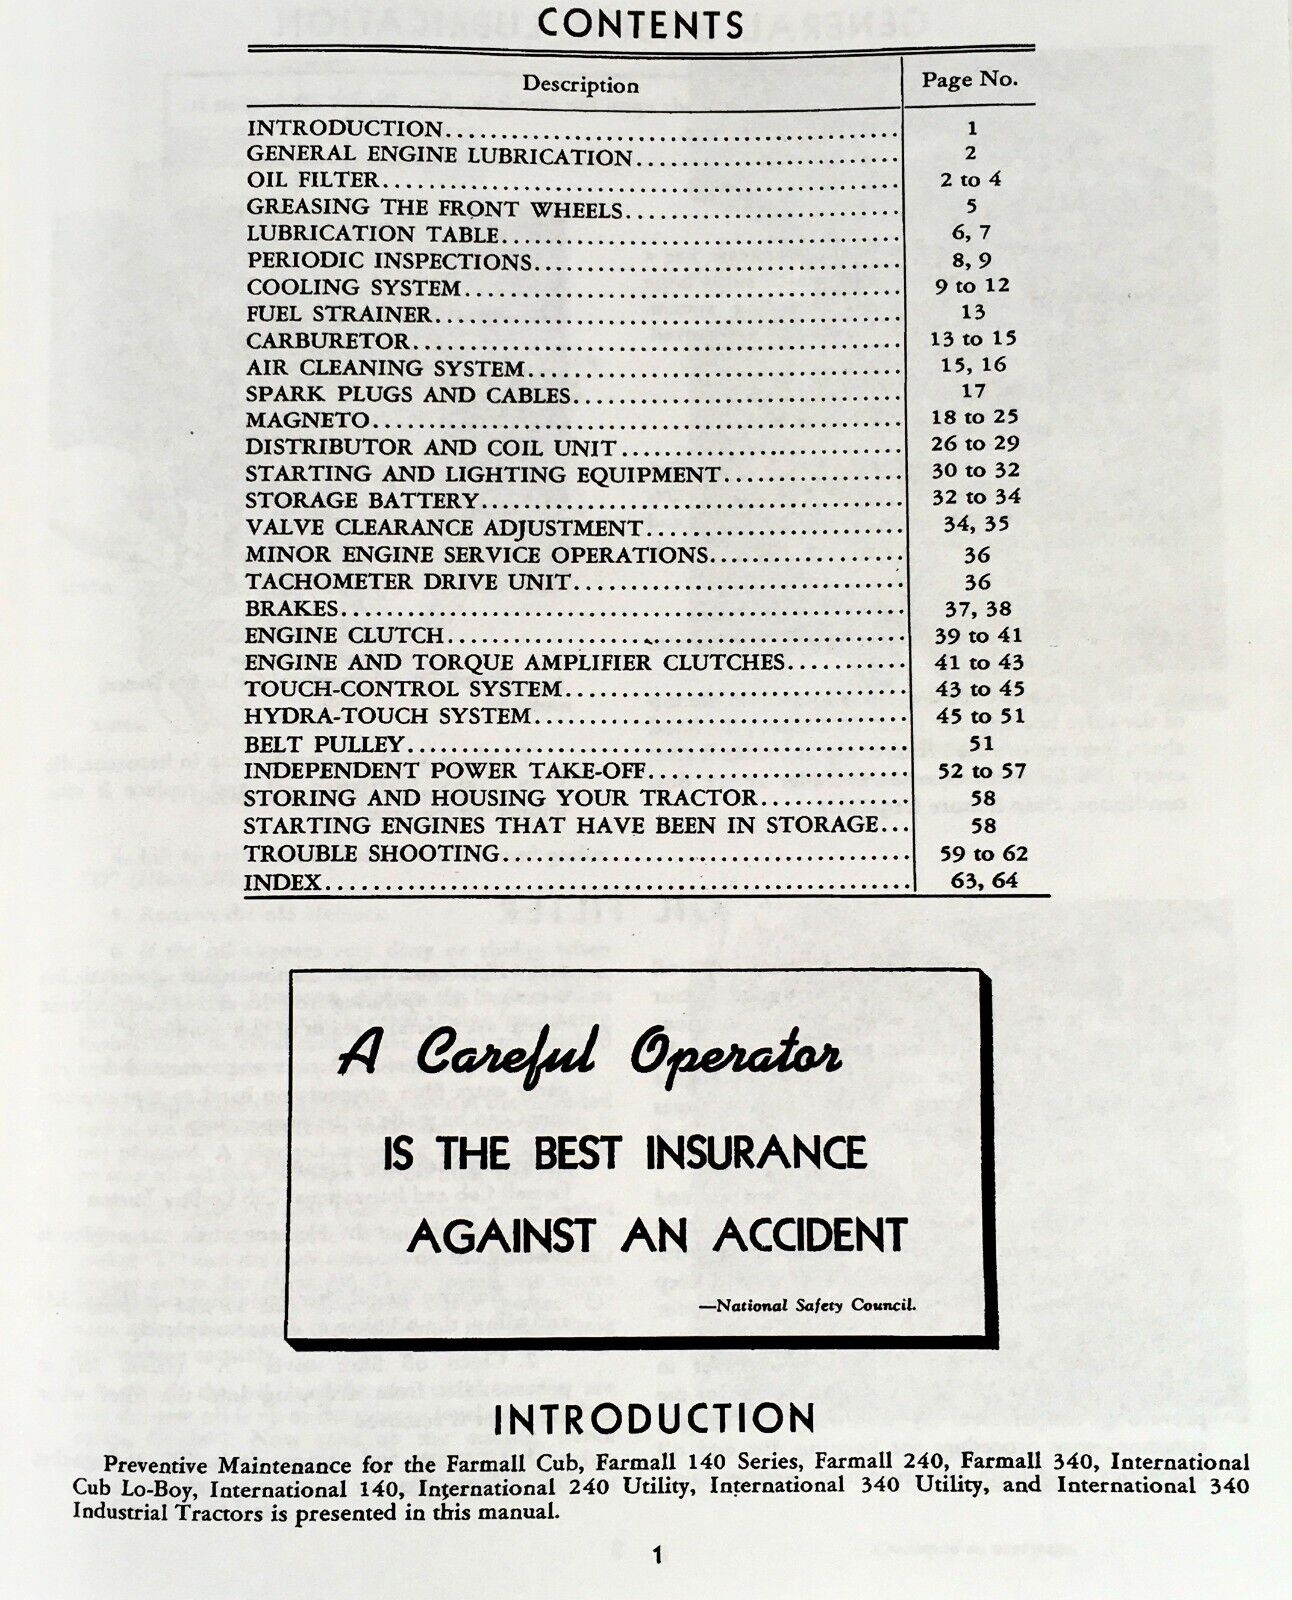 CONTENTS
Description Page No.
INTRODUCTION 1
GENERAL ENGINE LUBRICATION 2
OIL FILTER 2 to 4
GREASING THE FRONT WHEELS 5
LUBRICATION TABLE 6, 7
PERIODIC INSPECTIONS 8, 9
COOLING SYSTEM 9 to 12
FUEL STRAINER 13
CARBURETOR 13 to 15
AIR CLEANING SYSTEM 15, 16
SPARK PLUGS AND CABLES 17
MAGNETO 18 to 25
DISTRIBUTOR AND COIL UNIT 26 to 29
STARTING AND LIGHTING EQUIPMENT 30 to 32
STORAGE BATTERY 32 to 34
VALVE CLEARANCE ADJUSTMENT 34, 35
MINOR ENGINE SERVICE OPERATIONS 36
TACHOMETER DRIVE UNIT 36
BRAKES 37, 38
ENGINE CLUTCH 39 to 41
ENGINE AND TORQUE AMPLIFIER CLUTCHES 41 to 43
TOUCH-CONTROL SYSTEM 43 to 45
HYDRA-TOUCH SYSTEM 45 to 51
BELT PULLEY 51
INDEPENDENT POWER TAKE-OFF 52 to 57
STORING AND HOUSING YOUR TRACTOR 58
STARTING ENGINES THAT HAVE BEEN IN STORAGE 58
TROUBLE SHOOTING 59 to 62
INDEX 63, 64
A Careful Operator
IS THE BEST INSURANCE
AGAINST AN ACCIDENT
—National Safety Council.
INTRODUCTION
Preventive Maintenance for the Farmall Cub, Farmall 140 Series, Farmall 240, Farmall 340, International
Cub Lo-Boy, International 140, International 240 Utility, International 340 Utility, and International 340
Industrial Tractors is presented in this manual.
1